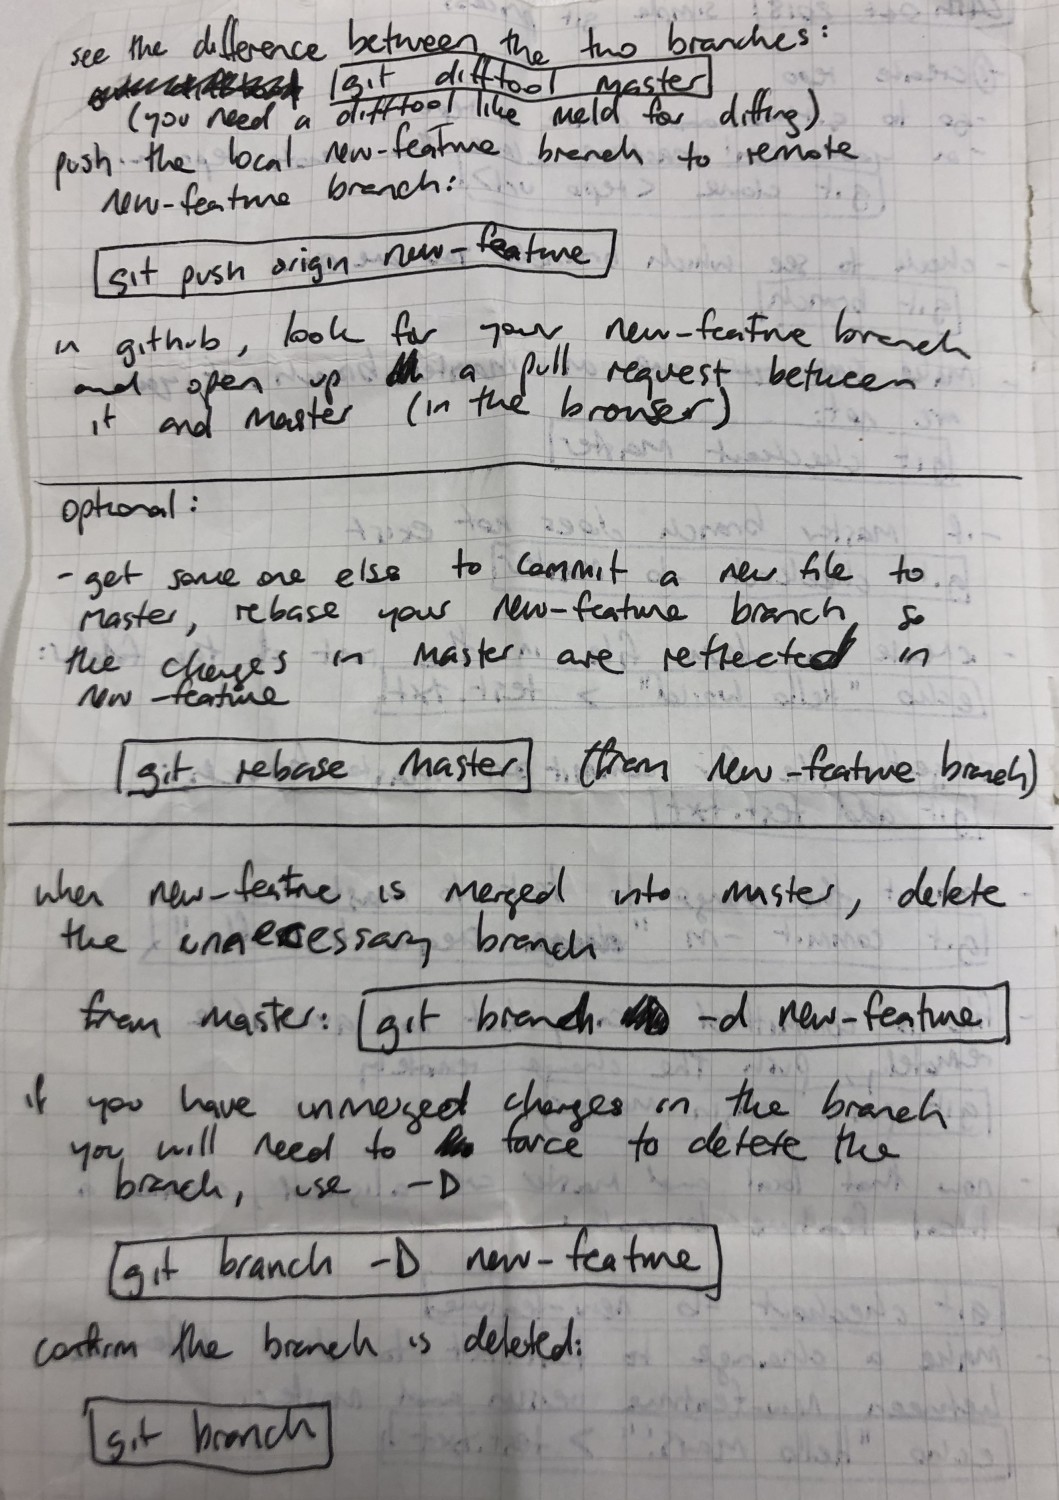 see the difference between the two branches:
git difftool master
(you need a difftool like meld for diffing)
push the local new-feature branch to remote
new-feature branch:
git push origin new-feature
in github, look for your new-feature branch
and open up a pull request between
it and master (in the browser)
optional:
- get some one else to commit a new file to
master, rebase your new-feature branch, so
the changes in master are reflected in
new-feature
git rebase master (from new-feature branch)
when new-feature is merged into master, delete
the unnecessary branch
from master: git branch -d new-feature
if you have unmerged changes in the branch
you will need to force to delete the
branch, use -D
git branch -D new-feature
confirm the branch is deleted:
git branch